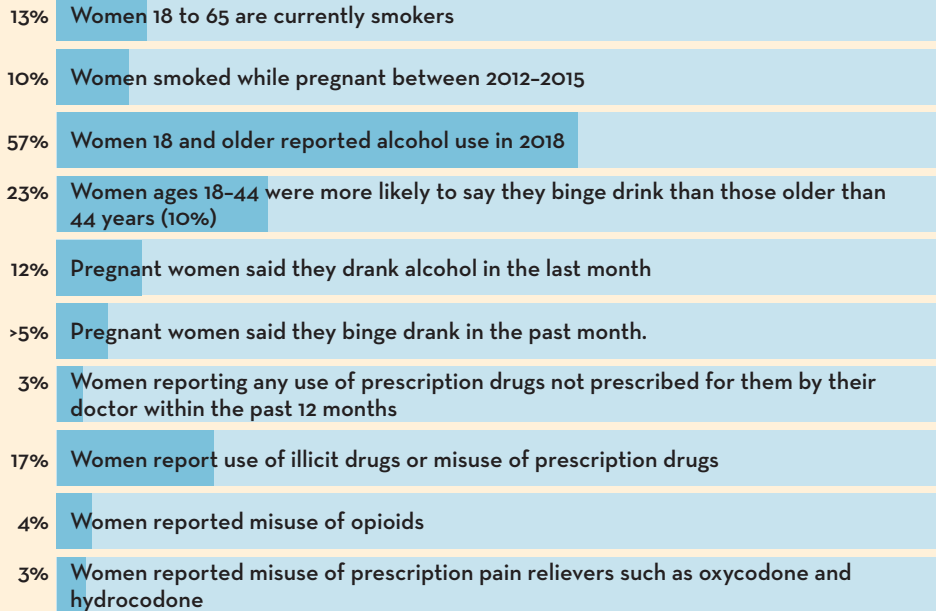 13% Women 18 to 65 are currently smokers
10% Women smoked while pregnant between 2012–2015
57% Women 18 and older reported alcohol use in 2018
23% Women ages 18–44 were more likely to say they binge drink than those older than
44 years (10%)
12% Pregnant women said they drank alcohol in the last month
>5% Pregnant women said they binge drank in the past month.
3% Women reporting any use of prescription drugs not prescribed for them by their
doctor within the past 12 months
17% Women report use of illicit drugs or misuse of prescription drugs
4% Women reported misuse of opioids
3% Women reported misuse of prescription pain relievers such as oxycodone and
hydrocodone